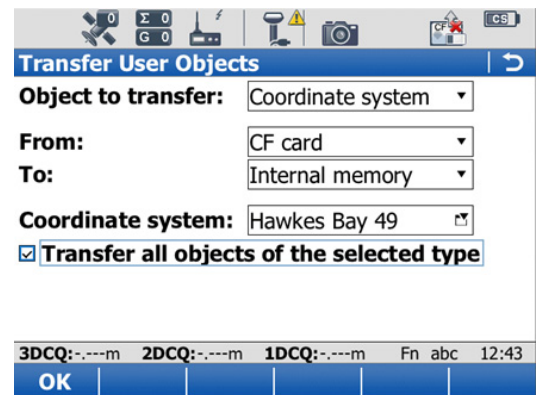 0 Σ 0 G 0 CF CS
Transfer User Objects
Object to transfer: Coordinate system
From: CF card
To: Internal memory
Coordinate system: Hawkes Bay 49
Transfer all objects of the selected type
3DCQ:-.---m 2DCQ:-.---m 1DCQ:-.---m Fn abc 12:43
OK